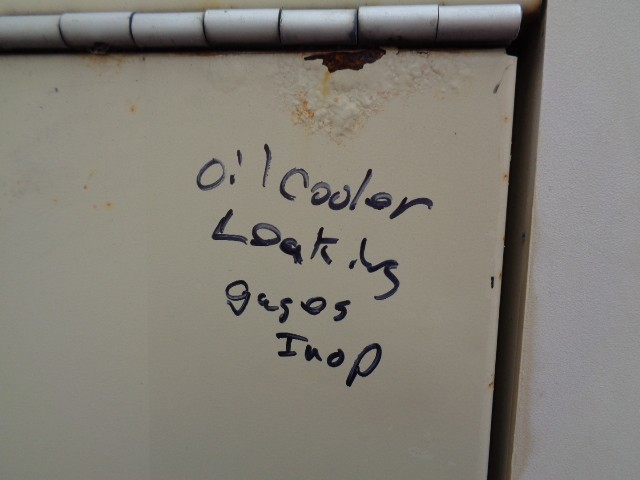 Oil Cooler
Leaking
gages
Inop